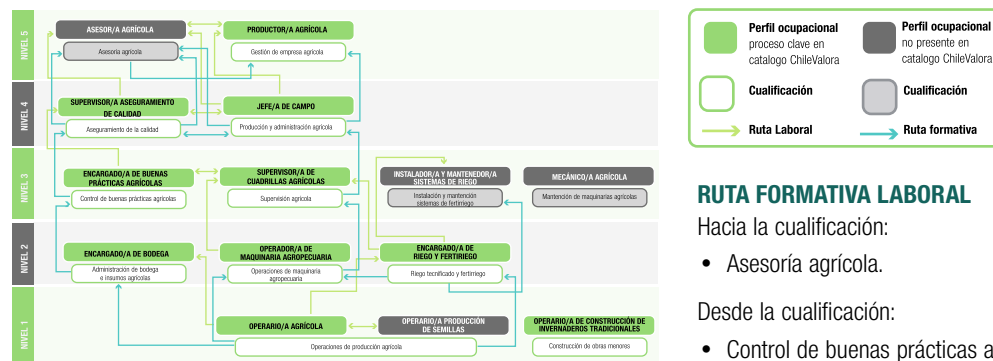 NIVEL 5
ASESOR/A AGRÍCOLA
Asesoría agrícola
PRODUCTOR/A AGRÍCOLA
Gestión de empresa agrícola
NIVEL 4
SUPERVISOR/A ASEGURAMIENTO
DE CALIDAD
Aseguramiento de la calidad
JEFE/A DE CAMPO
Producción y administración agrícola
NIVEL 3
ENCARGADO/A DE BUENAS
PRÁCTICAS AGRÍCOLAS
Control de buenas prácticas agrícolas
SUPERVISOR/A DE
CUADRILLAS AGRÍCOLAS
Supervisión agrícola
INSTALADOR/A Y MANTENEDOR/A
SISTEMAS DE RIEGO
Instalación y mantención
sistemas de fertirriego
MECÁNICO/A AGRÍCOLA
Mantención de maquinarias agrícolas
NIVEL 2
ENCARGADO/A DE BODEGA
Administración de bodega
e insumos agrícolas
OPERADOR/A DE
MAQUINARIA AGROPECUARIA
Operaciones de maquinaria
agropecuaria
ENCARGADO/A DE
RIEGO Y FERTIRIEGO
Riego tecnificado y fertirriego
NIVEL 1
OPERARIO/A AGRÍCOLA
OPERARIO/A PRODUCCIÓN
DE SEMILLAS
Operaciones de producción agrícola
OPERARIO/A DE CONSTRUCCIÓN DE
INVERNADEROS TRADICIONALES
Construcción de obras menores
Perfil ocupacional
proceso clave en
catalogo ChileValora
Perfil ocupacional
no presente en
catalogo ChileValora
Cualificación
Cualificación
Ruta Laboral
Ruta formativa
RUTA FORMATIVA LABORAL
Hacia la cualificación:
• Asesoría agrícola.
Desde la cualificación:
• Control de buenas prácticas a